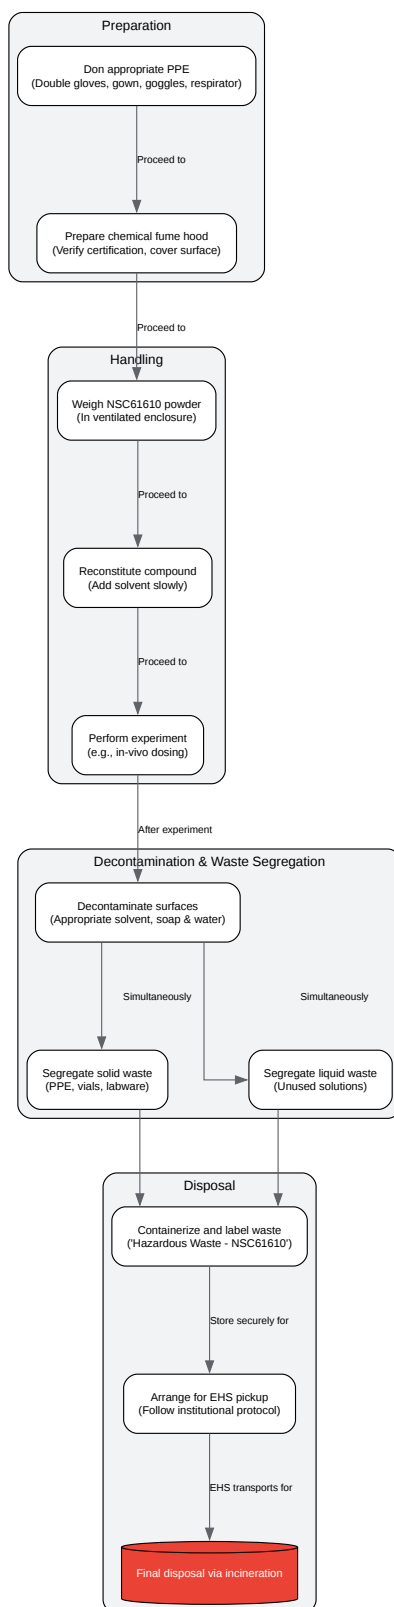 Preparation
Don appropriate PPE
(Double gloves, gown, goggles, respirator)
Proceed to
Prepare chemical fume hood
(Verify certification, cover surface)
Proceed to
Handling
Weigh NSC61610 powder
(In ventilated enclosure)
Proceed to
Reconstitute compound
(Add solvent slowly)
Proceed to
Perform experiment
(e.g., in-vivo dosing)
After experiment
Decontamination & Waste Segregation
Decontaminate surfaces
(Appropriate solvent, soap & water)
Simultaneously
Simultaneously
Segregate solid waste
(PPE, vials, labware)
Segregate liquid waste
(Unused solutions)
Disposal
Containerize and label waste
('Hazardous Waste - NSC61610')
Store securely for
Arrange for EHS pickup
(Follow institutional protocol)
EHS transports for
Final disposal via incineration